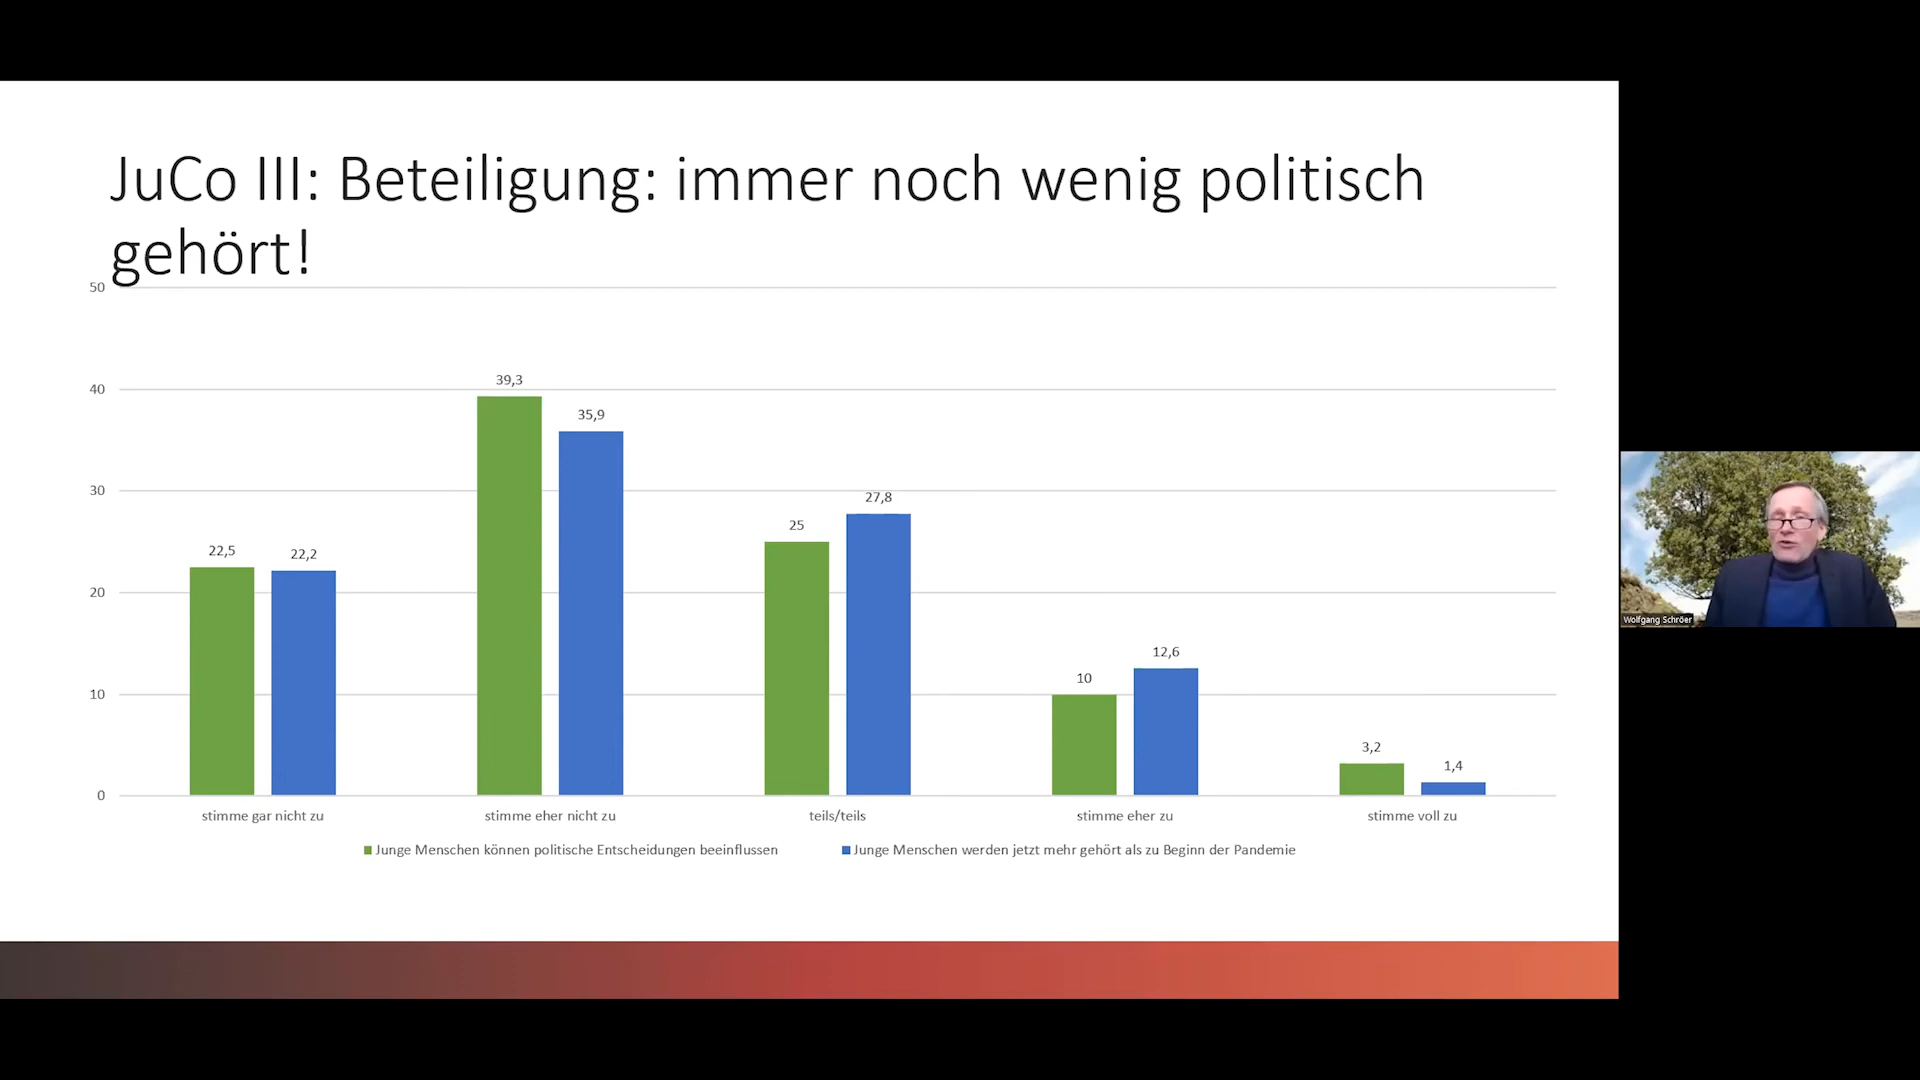 JuCo III: Beteiligung: immer noch wenig politisch
gehört!
50
40
30
20
10
0
22,5
22,2
39,3
35,9
25
27,8
10
12,6
3,2
1,4
stimme gar nicht zu
stimme eher nicht zu
teils/teils
stimme eher zu
stimme voll zu
Junge Menschen können politische Entscheidungen beeinflussen
Junge Menschen werden jetzt mehr gehört als zu Beginn der Pandemie
Wolfgang Schröer